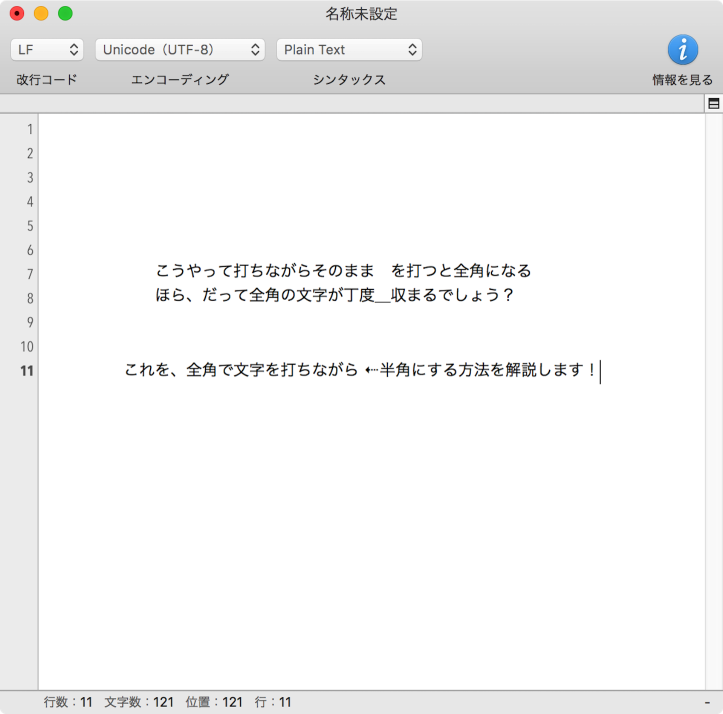 名称未設定
LF
Unicode（UTF-8）
Plain Text
改行コード
エンコーディング
シンタックス
情報を見る
1
2
3
4
5
6
7 こうやって打ちながらそのまま　を打つと全角になる
8 ほら、だって全角の文字が丁度__収まるでしょう？
9
10
11 これを、全角で文字を打ちながら ⇠半角にする方法を解説します！
行数：11 文字数：121 位置：121 行：11 -